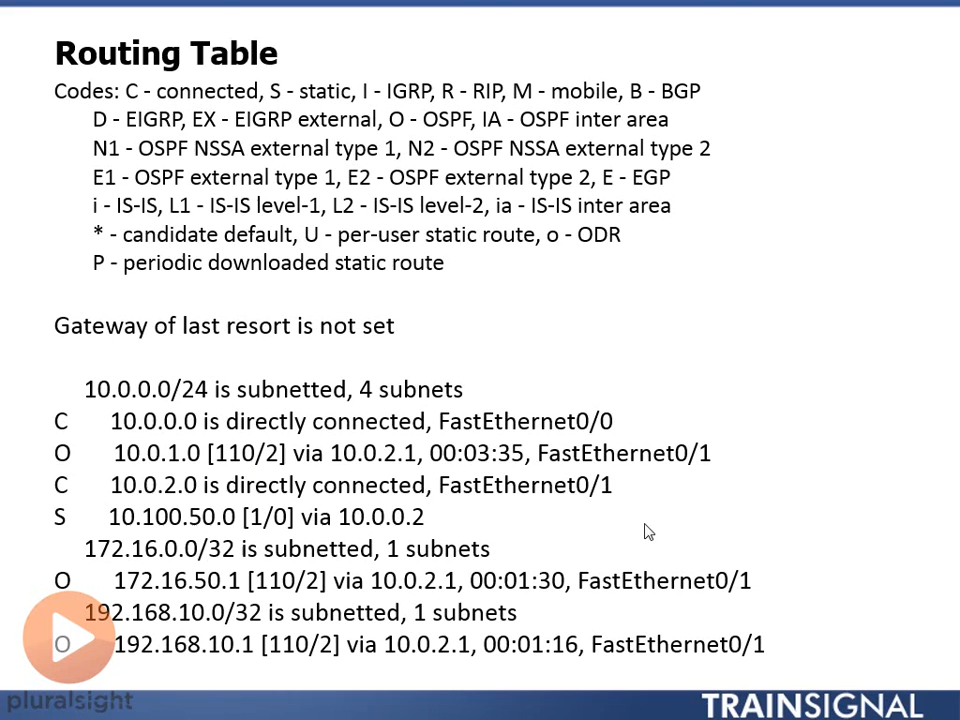 Routing Table
Codes: C - connected, S - static, I - IGRP, R - RIP, M - mobile, B - BGP
D - EIGRP, EX - EIGRP external, O - OSPF, IA - OSPF inter area
N1 - OSPF NSSA external type 1, N2 - OSPF NSSA external type 2
E1 - OSPF external type 1, E2 - OSPF external type 2, E - EGP
i - IS-IS, L1 - IS-IS level-1, L2 - IS-IS level-2, ia - IS-IS inter area
* - candidate default, U - per-user static route, o - ODR
P - periodic downloaded static route
Gateway of last resort is not set
10.0.0.0/24 is subnetted, 4 subnets
C 10.0.0.0 is directly connected, FastEthernet0/0
O 10.0.1.0 [110/2] via 10.0.2.1, 00:03:35, FastEthernet0/1
C 10.0.2.0 is directly connected, FastEthernet0/1
S 10.100.50.0 [1/0] via 10.0.0.2
172.16.0.0/32 is subnetted, 1 subnets
O 172.16.50.1 [110/2] via 10.0.2.1, 00:01:30, FastEthernet0/1
192.168.10.0/32 is subnetted, 1 subnets
O 192.168.10.1 [110/2] via 10.0.2.1, 00:01:16, FastEthernet0/1
pluralsight
TRAINSIGNAL